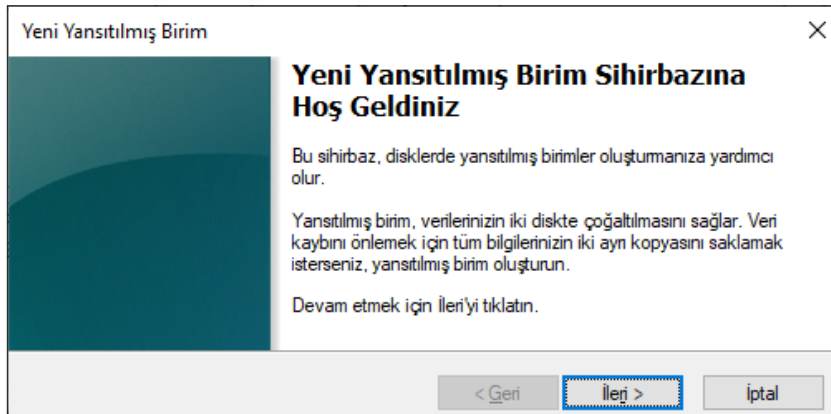 Yeni Yansıtılmış Birim
Yeni Yansıtılmış Birim Sihirbazına
Hoş Geldiniz
Bu sihirbaz, disklerde yansıtılmış birimler oluşturmanıza yardımcı
olur.
Yansıtılmış birim, verilerinizin iki diskte çoğaltılmasını sağlar. Veri
kaybını önlemek için tüm bilgilerinizin iki ayrı kopyasını saklamak
isterseniz, yansıtılmış birim oluşturun.
Devam etmek için İleri'yi tıklatın.
< Geri İleri > İptal